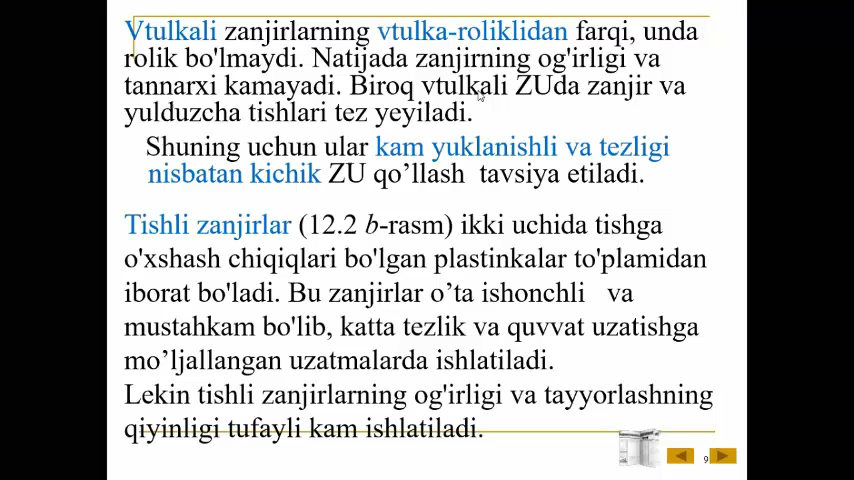 Vtulkali zanjirlarning vtulka-roliklidan farqi, unda
rolik bo'lmaydi. Natijada zanjirning og'irligi va
tannarxi kamayadi. Biroq vtulkali ZUda zanjir va
yulduzcha tishlari tez yeyiladi.
Shuning uchun ular kam yuklanishli va tezligi
nisbatan kichik ZU qo’llash tavsiya etiladi.
Tishli zanjirlar (12.2 b-rasm) ikki uchida tishga
o'xshash chiqiqlari bo'lgan plastinkalar to'plamidan
iborat bo'ladi. Bu zanjirlar o’ta ishonchli va
mustahkam bo'lib, katta tezlik va quvvat uzatishga
mo’ljallangan uzatmalarda ishlatiladi.
Lekin tishli zanjirlarning og'irligi va tayyorlashning
qiyinligi tufayli kam ishlatiladi.
9